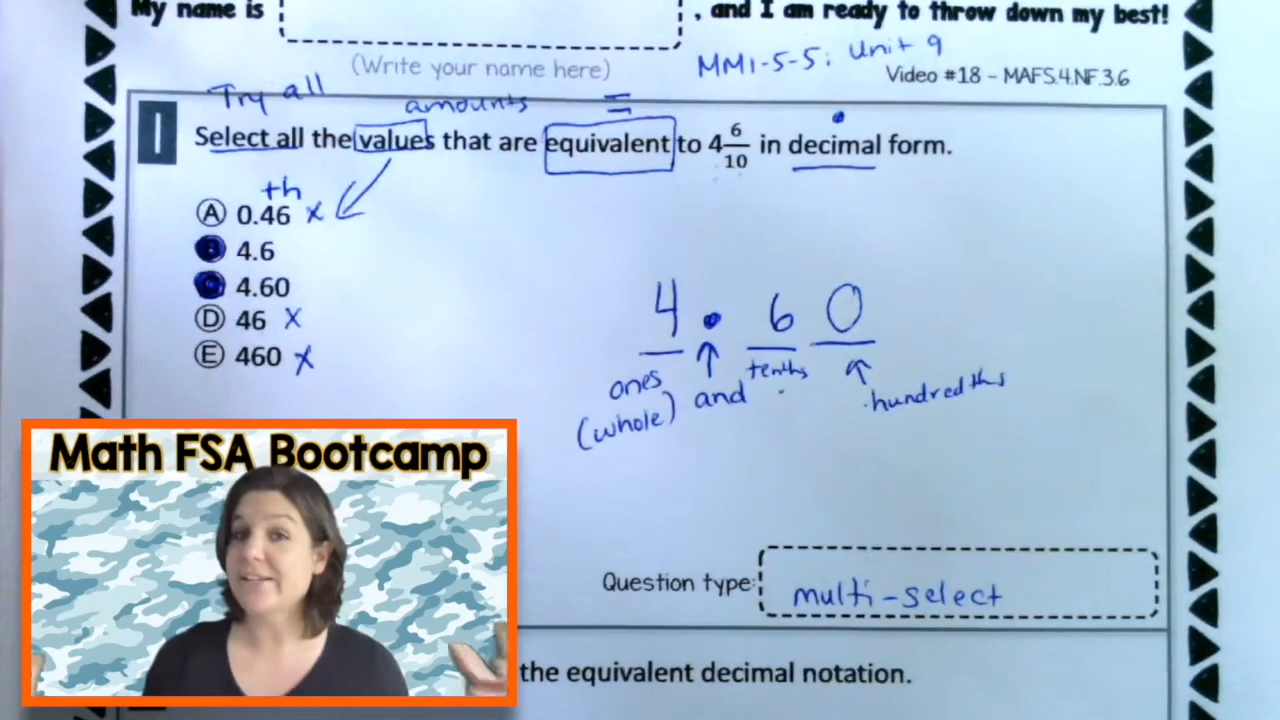 My name is , and I am ready to throw down my best!
(Write your name here)
MM1-5-5: Unit 9
Video #18 - MAFS.4.NF.3.6
Try all amounts =
1 Select all the values that are equivalent to 4 6/10 in decimal form.
th
A 0.46 x
B 4.6
C 4.60
D 46 x
E 460 x
4 . 6 0
ones (whole) and tenths hundredths
Math FSA Bootcamp
Question type: multi-select
the equivalent decimal notation.